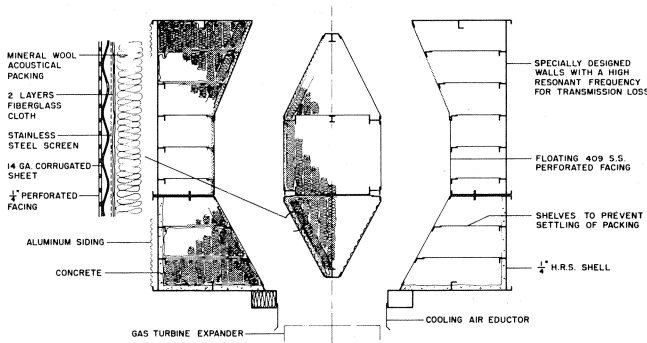 MINERAL WOOL
ACOUSTICAL
PACKING
2 LAYERS
FIBERGLASS
CLOTH
STAINLESS
STEEL SCREEN
14 GA. CORRUGATED
SHEET
1/4" PERFORATED
FACING
ALUMINUM SIDING
CONCRETE
GAS TURBINE EXPANDER
SPECIALLY DESIGNED
WALLS WITH A HIGH
RESONANT FREQUENCY
FOR TRANSMISSION LOSS
FLOATING 409 S.S.
PERFORATED FACING
SHELVES TO PREVENT
SETTLING OF PACKING
1/4" H.R.S. SHELL
COOLING AIR EDUCTOR